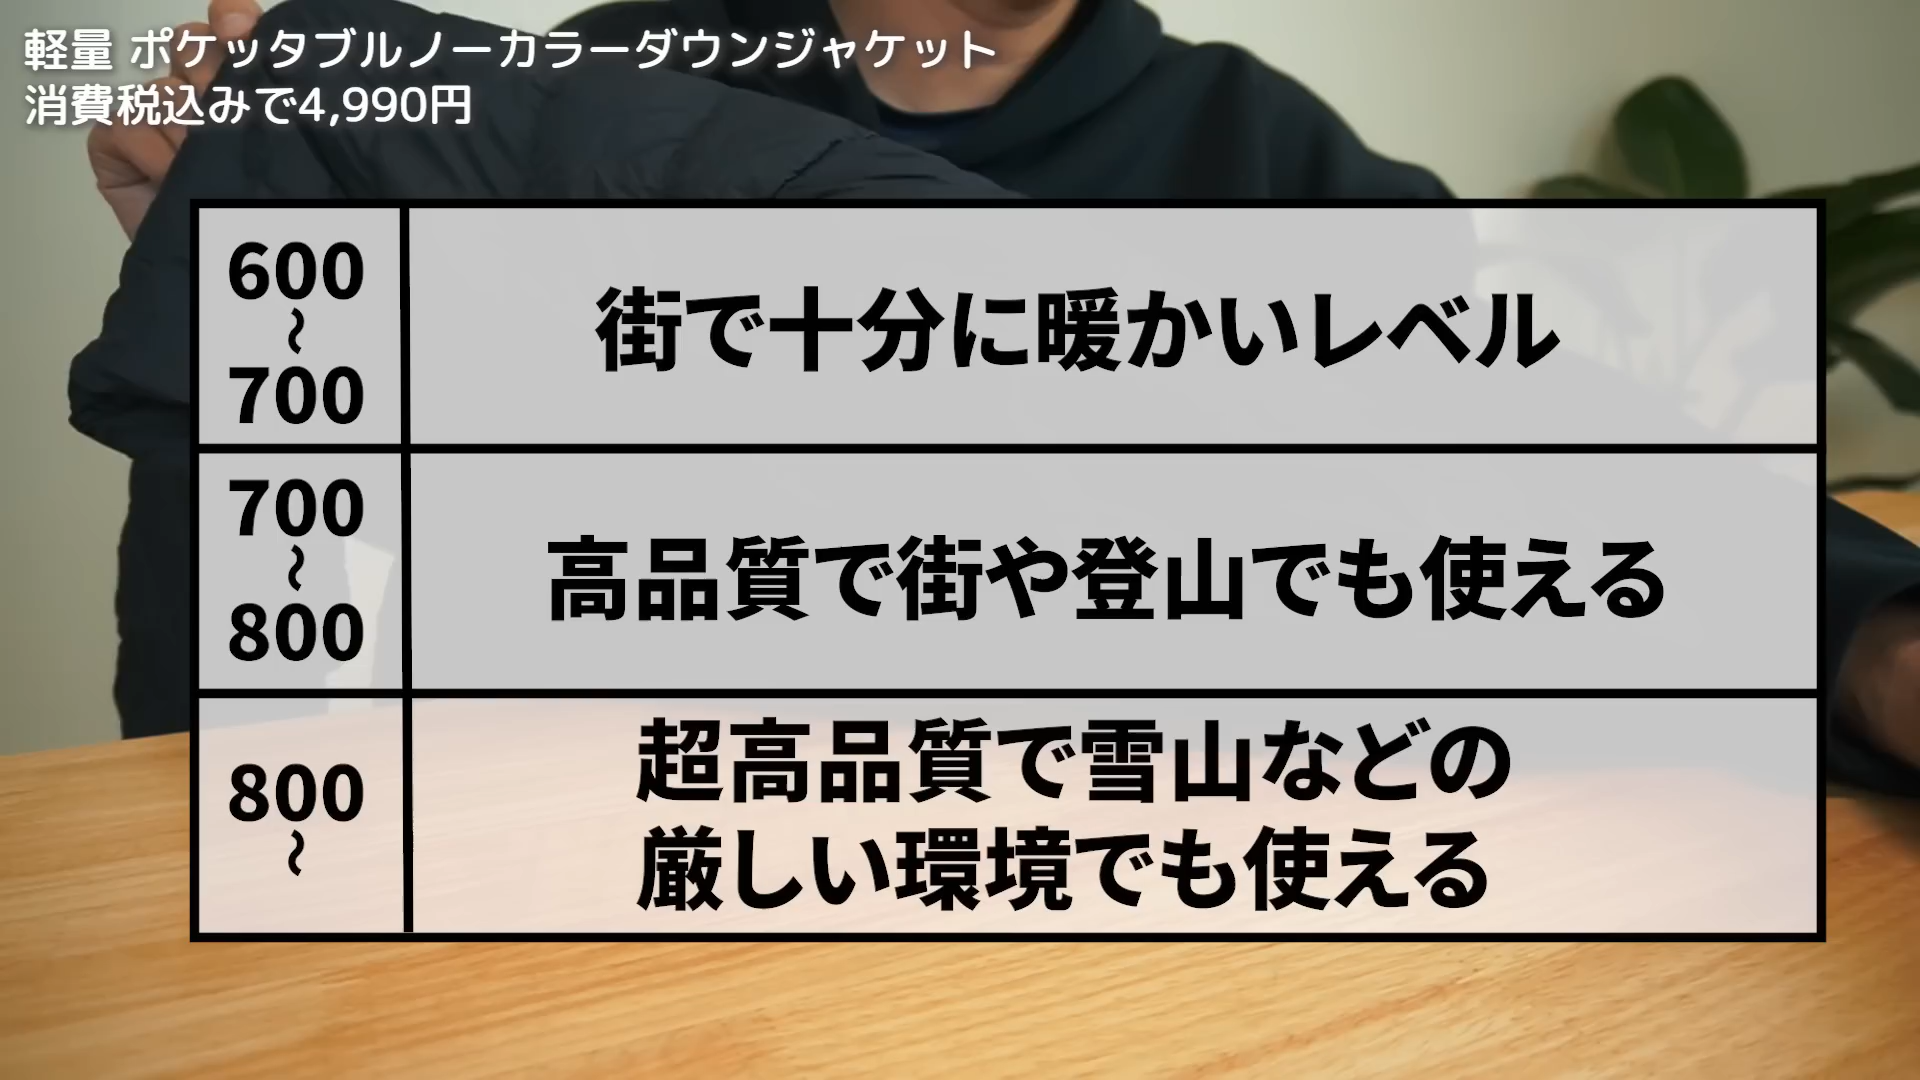 軽量 ポケッタブルノーカラーダウンジャケット
消費税込みで4,990円
600
~
700
街で十分に暖かいレベル
700
~
800
高品質で街や登山でも使える
800
~
超高品質で雪山などの
厳しい環境でも使える